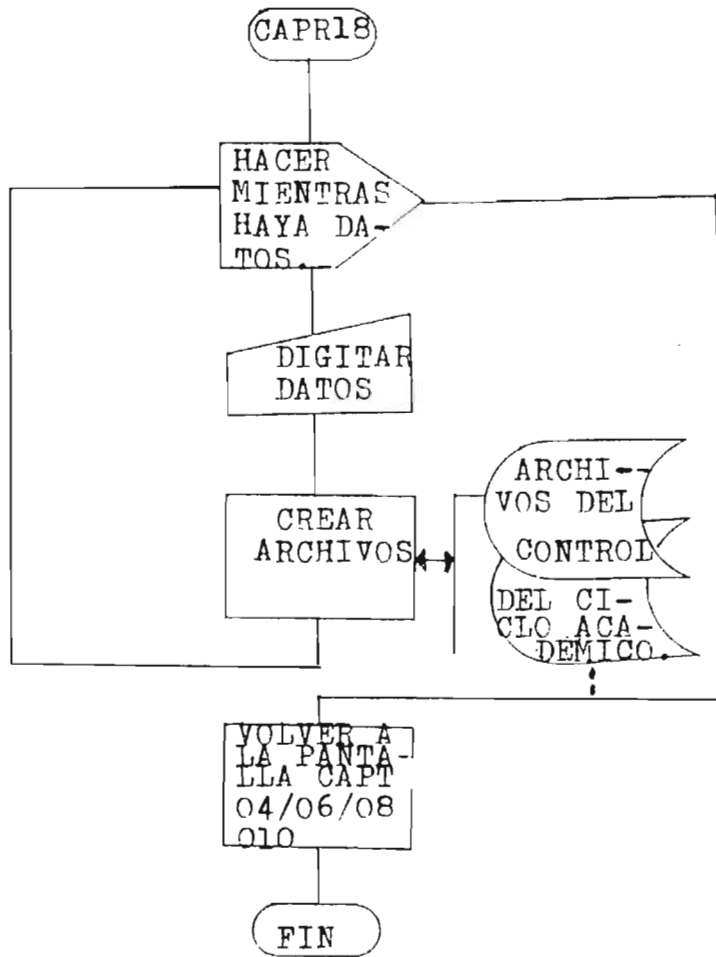 CAPR18
HACER
MIENTRAS
HAYA DA-
TOS.-
DIGITAR
DATOS
CREAR
ARCHIVOS
ARCHI--
VOS DEL
CONTROL
DEL CI-
CLO ACA-
DEMICO.
VOLVER A
LA PANTA-
LLA CAPT
04/06/08
010
FIN